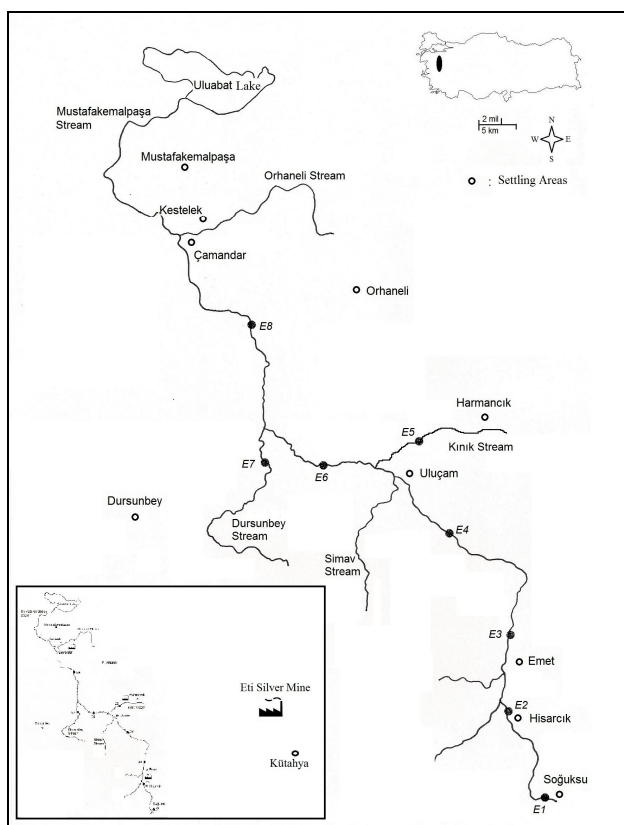 Uluabat Lake
Mustafakemalpaşa
Stream
2 mil
5 km
N
W
E
S
Mustafakemalpaşa
Orhaneli Stream
: Settling Areas
Kestelek
Çamandar
Orhaneli
E8
Harmancık
E5
Kınık Stream
E7
E6
Uluçam
Dursunbey
Dursunbey
Stream
E4
Simav
Stream
E3
Emet
Eti Silver Mine
E2
Hisarcık
Kütahya
Soğuksu
E1